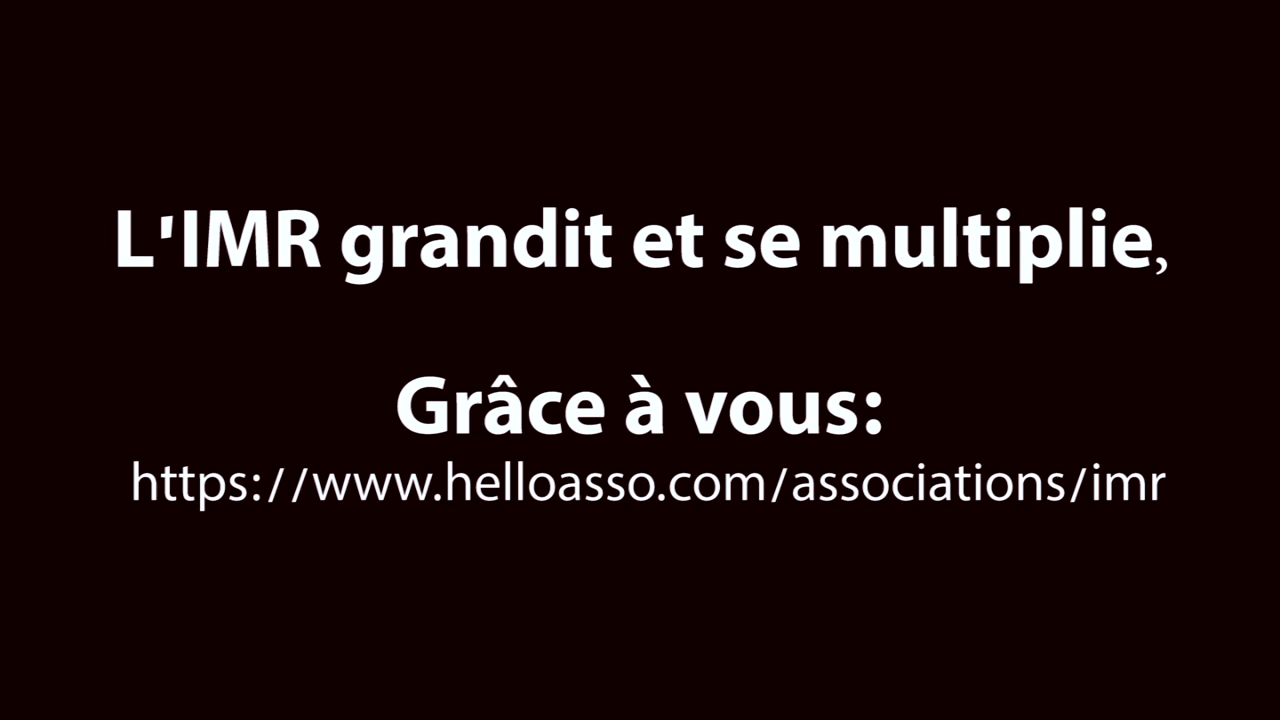 L'IMR grandit et se multiplie,
Grâce à vous:
https://www.helloasso.com/associations/imr